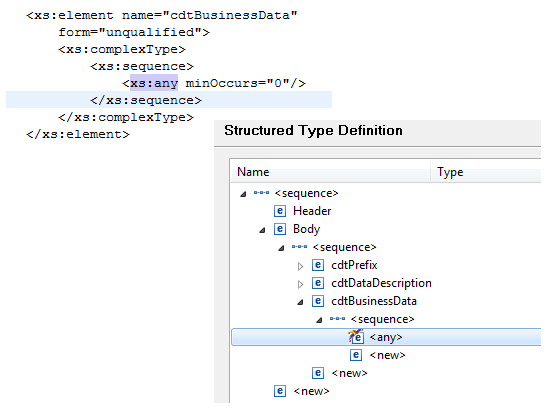 <xs:element name="cdtBusinessData"
form="unqualified">
<xs:complexType>
<xs:sequence>
<xs:any minOccurs="0"/>
</xs:sequence>
</xs:complexType>
</xs:element>
Structured Type Definition
Name Type
<sequence>
e Header
e Body
<sequence>
e cdtPrefix
e cdtDataDescription
e cdtBusinessData
<sequence>
e <any>
e <new>
e <new>
e <new>